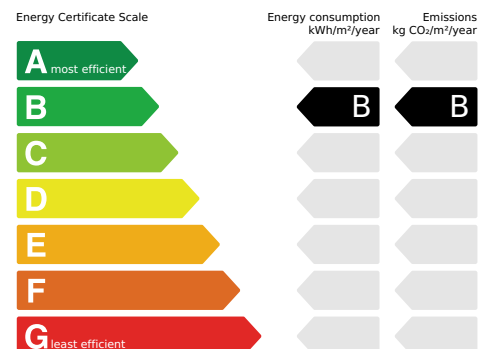 Energy Certificate Scale
Energy consumption
kWh/m²/year
Emissions
kg CO₂/m²/year
A most efficient
B
B
B
C
D
E
F
G least efficient